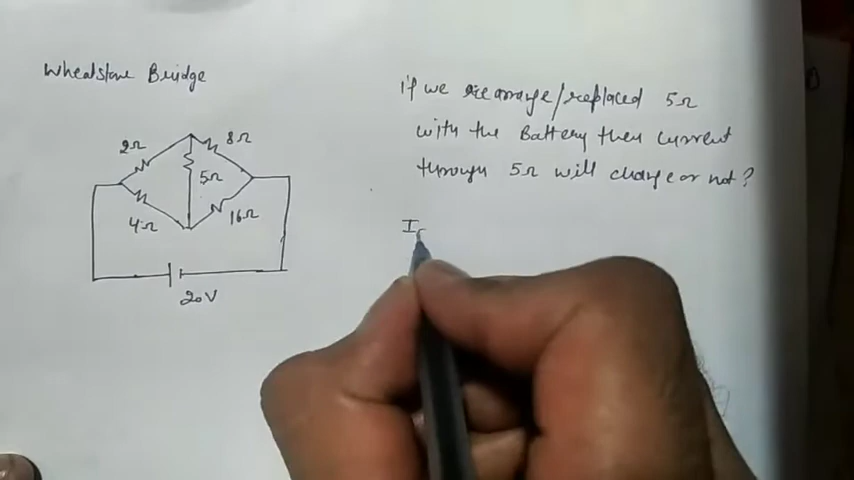 Wheatstone Bridge
2Ω
8Ω
5Ω
4Ω
16Ω
20V
if we rearrange/replaced 5Ω
with the Battery then current
through 5Ω will change or not?
I